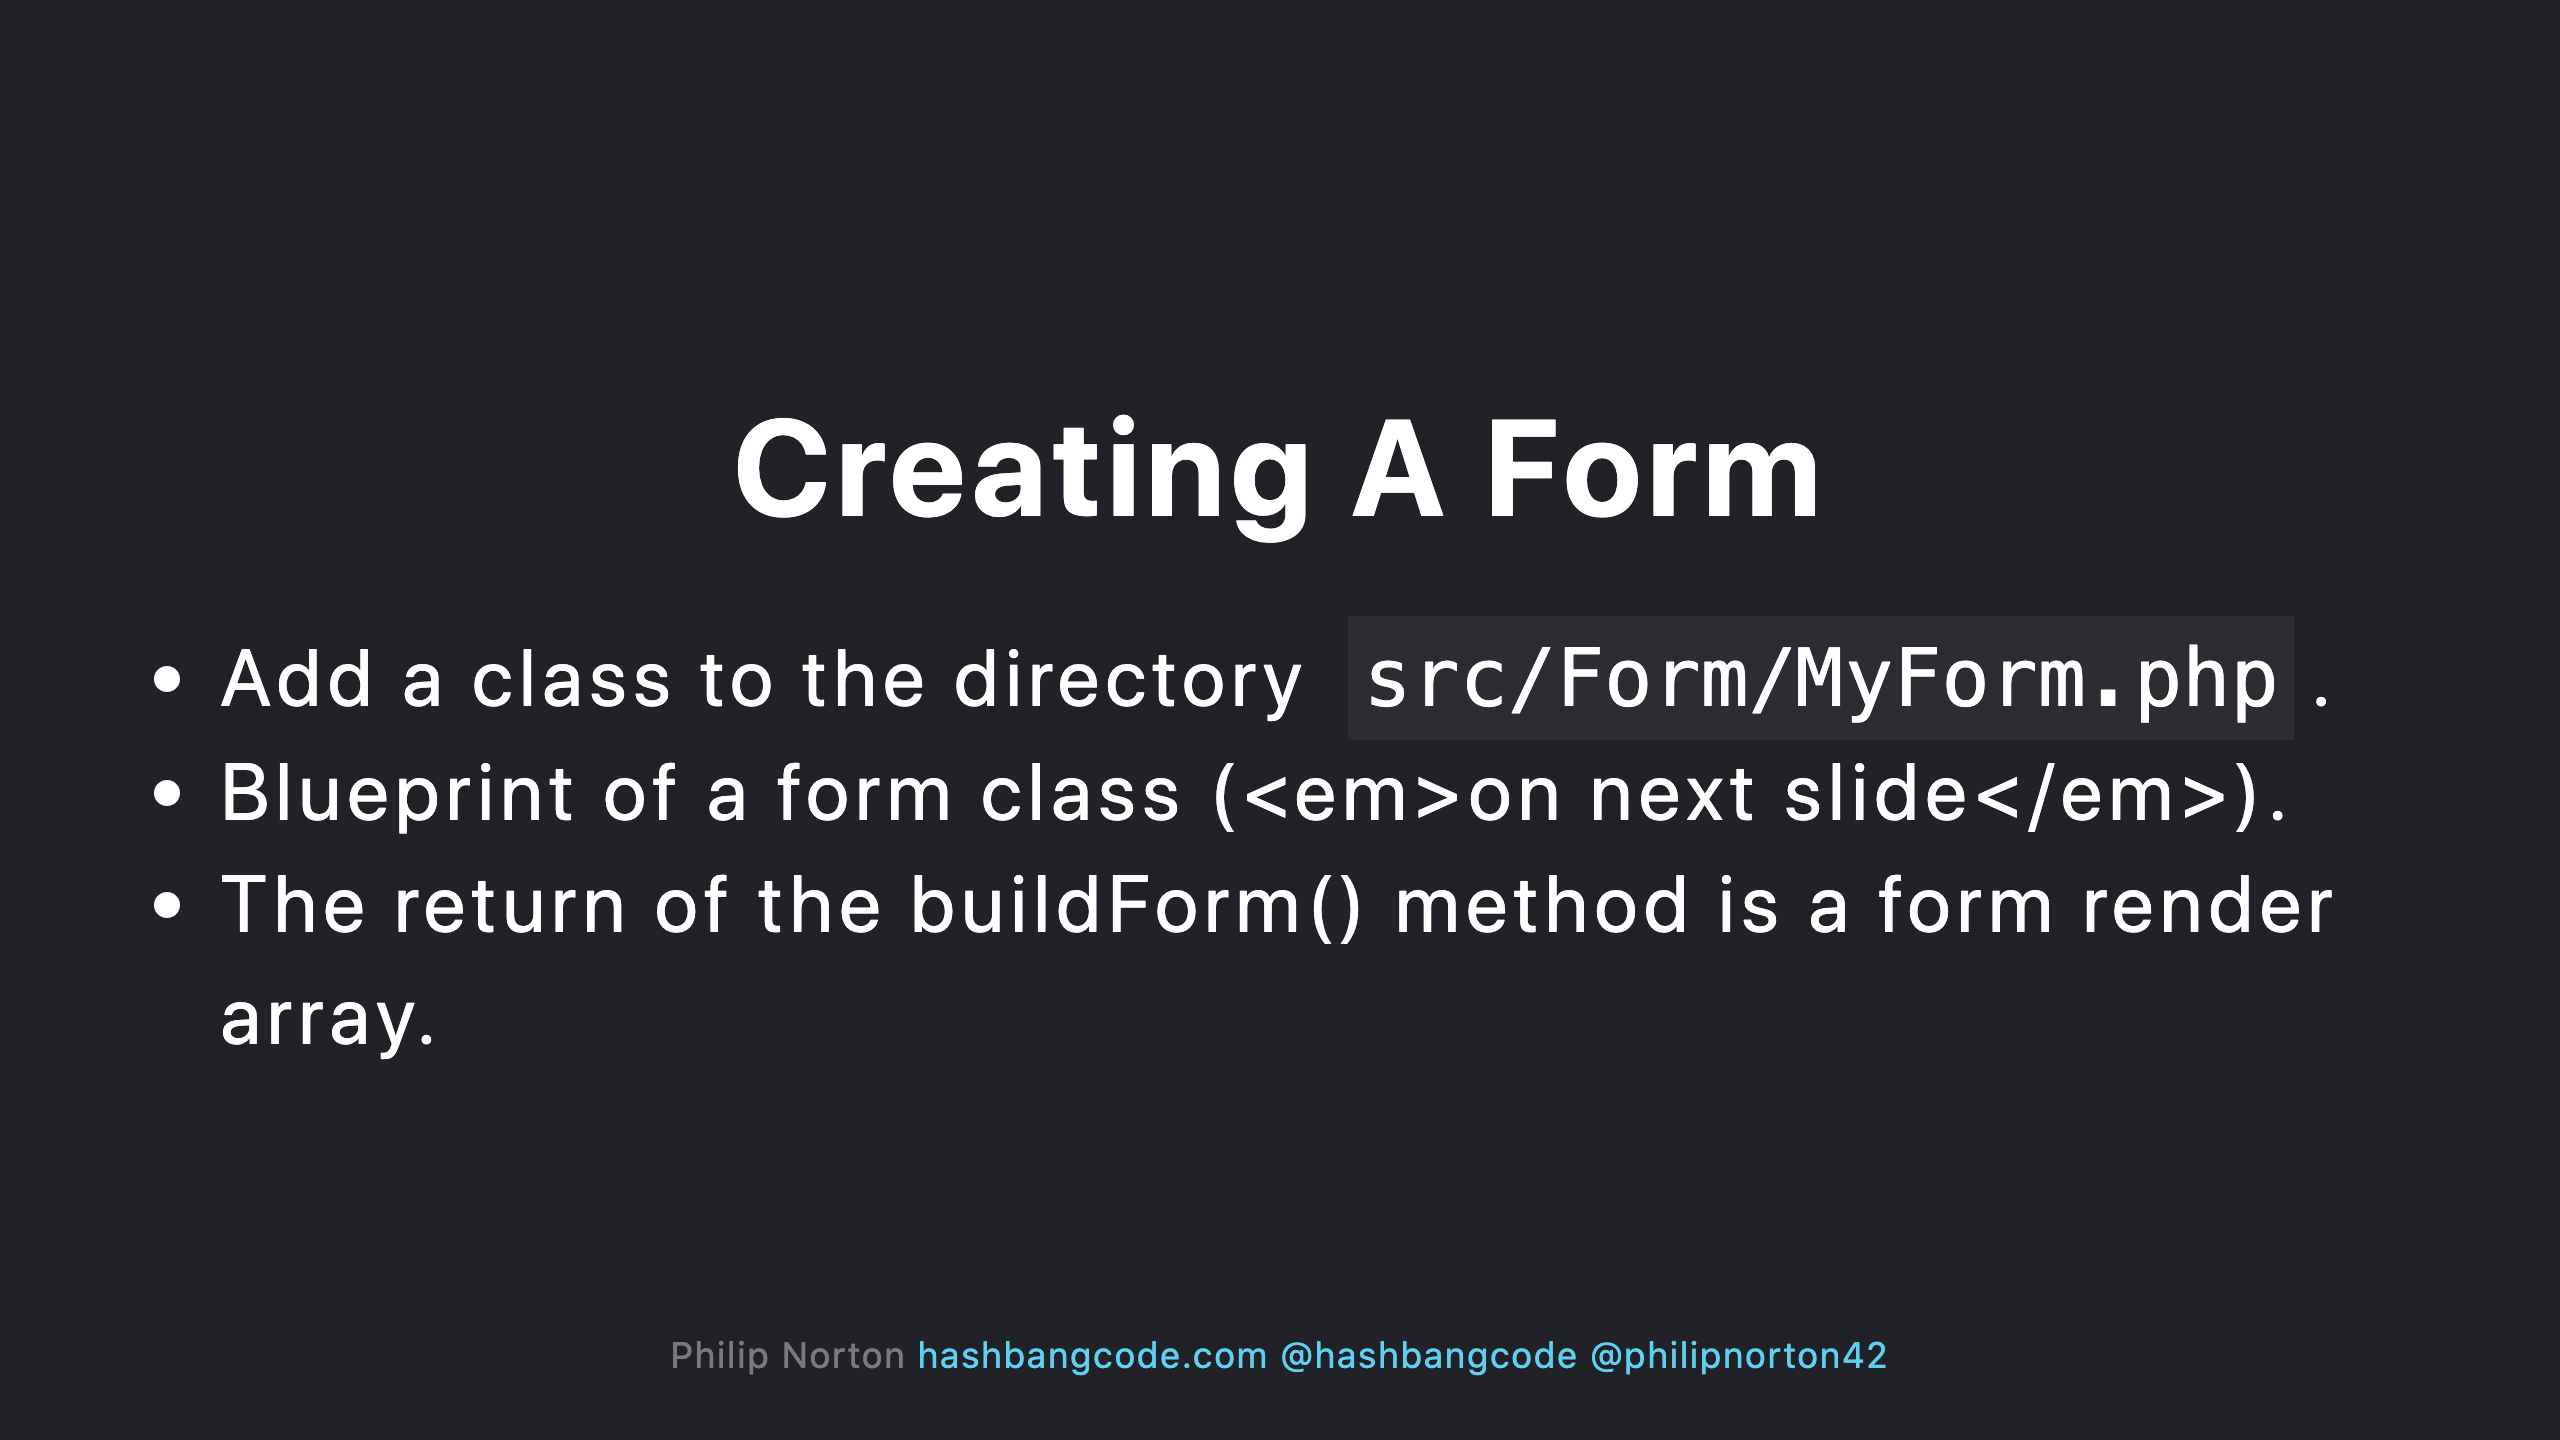 Creating A Form
• Add a class to the directory src/Form/MyForm.php .
• Blueprint of a form class (<em>on next slide</em>).
• The return of the buildForm() method is a form render
array.
Philip Norton hashbangcode.com @hashbangcode @philipnorton42